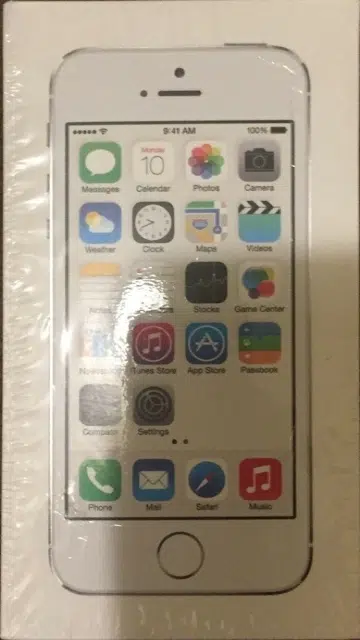 9:41 AM 100%
Monday
10
Messages Calendar Photos Camera
Weather Clock Maps Videos
Stocks Game Center
iTunes Store App Store Passbook
Compass Settings
Phone Mail Safari Music